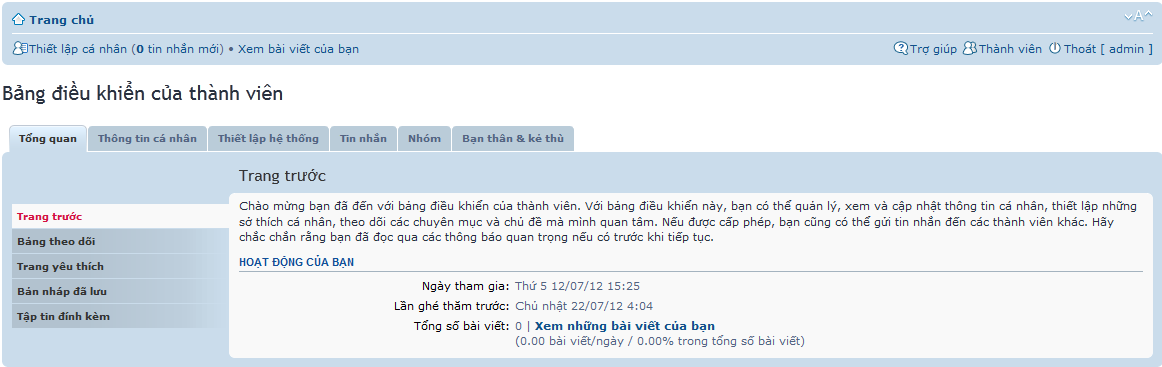 Trang chủ
A
Thiết lập cá nhân (0 tin nhắn mới) • Xem bài viết của bạn
Trợ giúp Thành viên Thoát [ admin ]
Bảng điều khiển của thành viên
Tổng quan Thông tin cá nhân Thiết lập hệ thống Tin nhắn Nhóm Bạn thân & kẻ thù
Trang trước
Bảng theo dõi
Trang yêu thích
Bản nháp đã lưu
Tập tin đính kèm
Trang trước
Chào mừng bạn đã đến với bảng điều khiển của thành viên. Với bảng điều khiển này, bạn có thể quản lý, xem và cập nhật thông tin cá nhân, thiết lập những
sở thích cá nhân, theo dõi các chuyên mục và chủ đề mà mình quan tâm. Nếu được cấp phép, bạn cũng có thể gửi tin nhắn đến các thành viên khác. Hãy
chắc chắn rằng bạn đã đọc qua các thông báo quan trọng nếu có trước khi tiếp tục.
HOẠT ĐỘNG CỦA BẠN
Ngày tham gia: Thứ 5 12/07/12 15:25
Lần ghé thăm trước: Chủ nhật 22/07/12 4:04
Tổng số bài viết: 0 | Xem những bài viết của bạn
(0.00 bài viết/ngày / 0.00% trong tổng số bài viết)